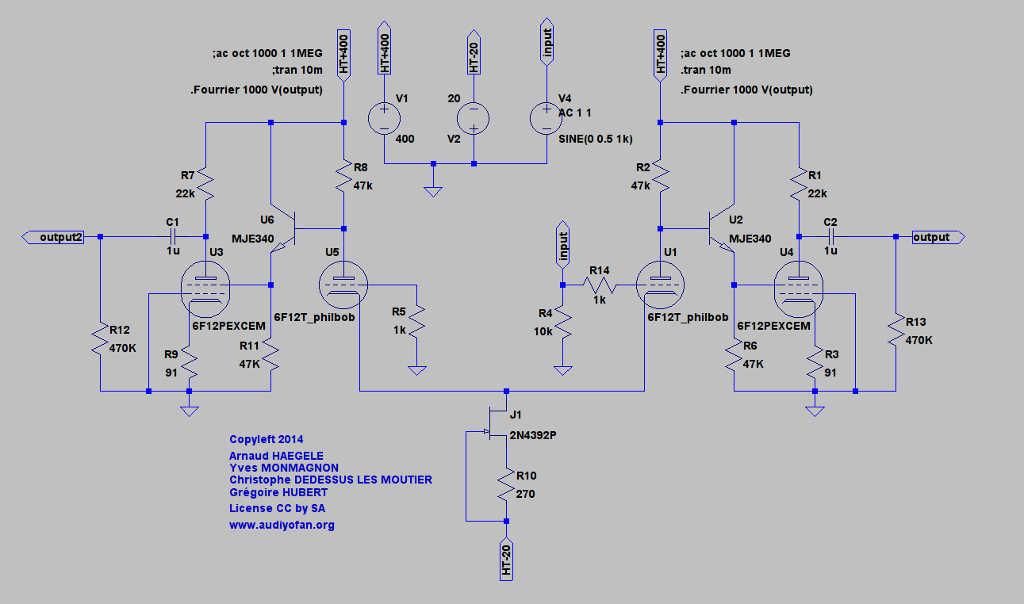 ;ac oct 1000 1 1MEG
;tran 10m
.Fourrier 1000 V(output)
HT+400
HT+400
HT-20
input
HT+400
;ac oct 1000 1 1MEG
.tran 10m
.Fourrier 1000 V(output)
V1
400
20
V2
V4
AC 1 1
SINE(0 0.5 1k)
R7
22k
R8
47k
R2
47k
R1
22k
output2
C1
1u
U6
MJE340
U3
U5
input
U1
U2
MJE340
U4
C2
1u
output
R14
1k
6F12PEXCEM
6F12T_philbob
R5
1k
R4
10k
6F12T_philbob
6F12PEXCEM
R12
470K
R9
91
R11
47K
R6
47K
R3
91
R13
470K
J1
2N4392P
R10
270
HT-20
Copyleft 2014
Arnaud HAEGELE
Yves MONMAGNON
Christophe DEDESSUS LES MOUTIER
Grégoire HUBERT
License CC by SA
www.audiyofan.org